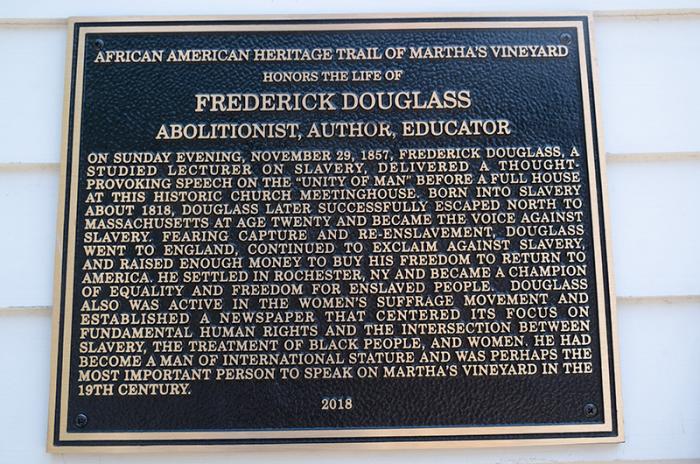 AFRICAN AMERICAN HERITAGE TRAIL OF MARTHA'S VINEYARD
HONORS THE LIFE OF
FREDERICK DOUGLASS
ABOLITIONIST, AUTHOR, EDUCATOR
ON SUNDAY EVENING, NOVEMBER 29, 1857, FREDERICK DOUGLASS, A
STUDIED LECTURER ON SLAVERY, DELIVERED A THOUGHT-
PROVOKING SPEECH ON THE "UNITY OF MAN" BEFORE A FULL HOUSE
AT THIS HISTORIC CHURCH MEETINGHOUSE. BORN INTO SLAVERY
ABOUT 1818, DOUGLASS LATER SUCCESSFULLY ESCAPED NORTH TO
MASSACHUSETTS AT AGE TWENTY AND BECAME THE VOICE AGAINST
SLAVERY. FEARING CAPTURE AND RE-ENSLAVEMENT, DOUGLASS
WENT TO ENGLAND, CONTINUED TO EXCLAIM AGAINST SLAVERY,
AND RAISED ENOUGH MONEY TO BUY HIS FREEDOM TO RETURN TO
AMERICA. HE SETTLED IN ROCHESTER, NY AND BECAME A CHAMPION
OF EQUALITY AND FREEDOM FOR ENSLAVED PEOPLE. DOUGLASS
ALSO WAS ACTIVE IN THE WOMEN'S SUFFRAGE MOVEMENT AND
ESTABLISHED A NEWSPAPER THAT CENTERED ITS FOCUS ON
FUNDAMENTAL HUMAN RIGHTS AND THE INTERSECTION BETWEEN
SLAVERY, THE TREATMENT OF BLACK PEOPLE, AND WOMEN. HE HAD
BECOME A MAN OF INTERNATIONAL STATURE AND WAS PERHAPS THE
MOST IMPORTANT PERSON TO SPEAK ON MARTHA'S VINEYARD IN THE
19TH CENTURY.
2018